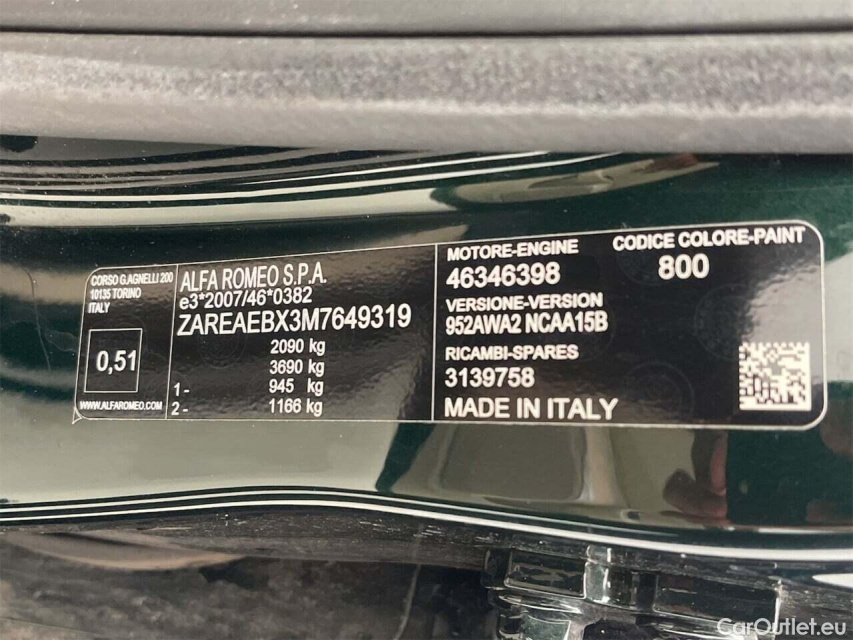 CORSO G.AGNELLI 200
10135 TORINO
ITALY
0,51
WWW.ALFAROMEO.COM
ALFA ROMEO S.P.A.
e3*2007/46*0382
ZAREAEBX3M7649319
2090 kg
3690 kg
1- 945 kg
2- 1166 kg
MOTORE-ENGINE
46346398
VERSIONE-VERSION
952AWA2 NCAA15B
RICAMBI-SPARES
3139758
MADE IN ITALY
CODICE COLORE-PAINT
800
CarOutlet.eu